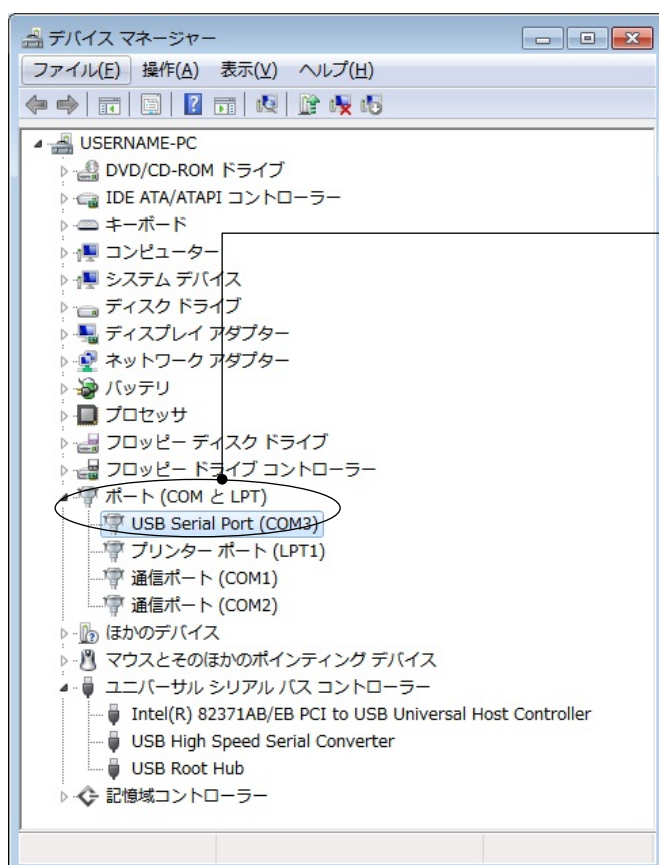 デバイス マネージャー
ファイル(F) 操作(A) 表示(V) ヘルプ(H)
USERNAME-PC
DVD/CD-ROM ドライブ
IDE ATA/ATAPI コントローラー
キーボード
コンピューター
システム デバイス
ディスク ドライブ
ディスプレイ アダプター
ネットワーク アダプター
バッテリ
プロセッサ
フロッピー ディスク ドライブ
フロッピー ドライブ コントローラー
ポート (COM と LPT)
USB Serial Port (COM3)
プリンター ポート (LPT1)
通信ポート (COM1)
通信ポート (COM2)
ほかのデバイス
マウスとそのほかのポインティング デバイス
ユニバーサル シリアル バス コントローラー
Intel(R) 82371AB/EB PCI to USB Universal Host Controller
USB High Speed Serial Converter
USB Root Hub
記憶域コントローラー